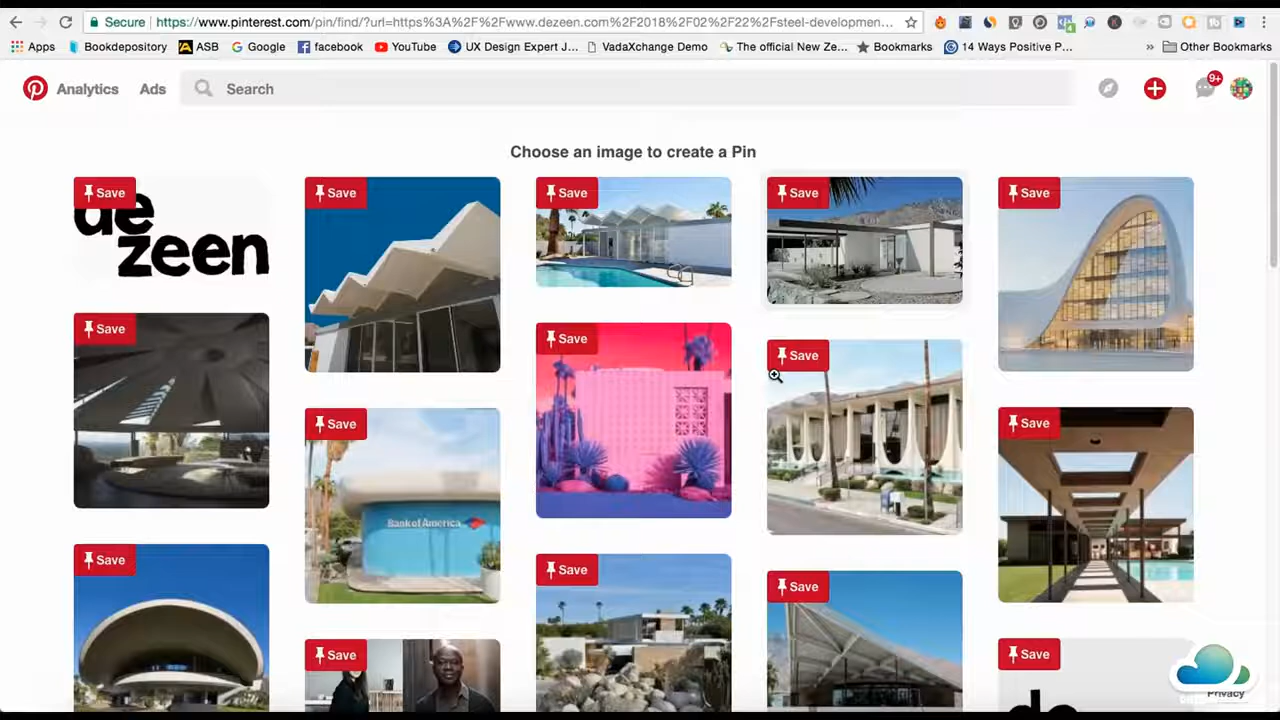 Secure https://www.pinterest.com/pin/find/?url=https%3A%2F%2Fwww.dezeen.com%2F2018%2F02%2F22%2Fsteel-developmen...
Apps Bookdepository ASB Google facebook YouTube UX Design Expert J... VadaXchange Demo The official New Ze... Bookmarks 14 Ways Positive P... » Other Bookmarks
Analytics Ads Search 9+
Choose an image to create a Pin
Save Save Save Save Save
de
zeen
Save
Save
Save
Save Save
Bank of America
Save
Save
Save
Save Save
de
Privacy